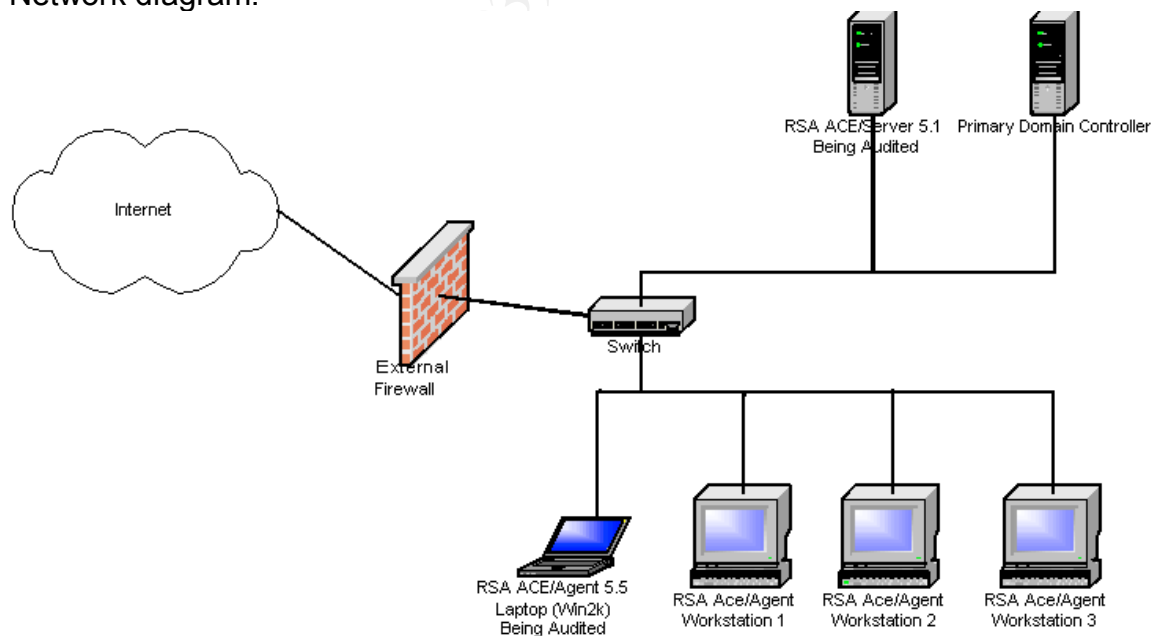 Network diagram:
RSA ACE/Server 5.1
Being Audited
Primary Domain Controller
Internet
Switch
External
Firewall
RSA ACE/Agent 5.5
Laptop (Win2k)
Being Audited
RSA Ace/Agent
Workstation 1
RSA Ace/Agent
Workstation 2
RSA Ace/Agent
Workstation 3